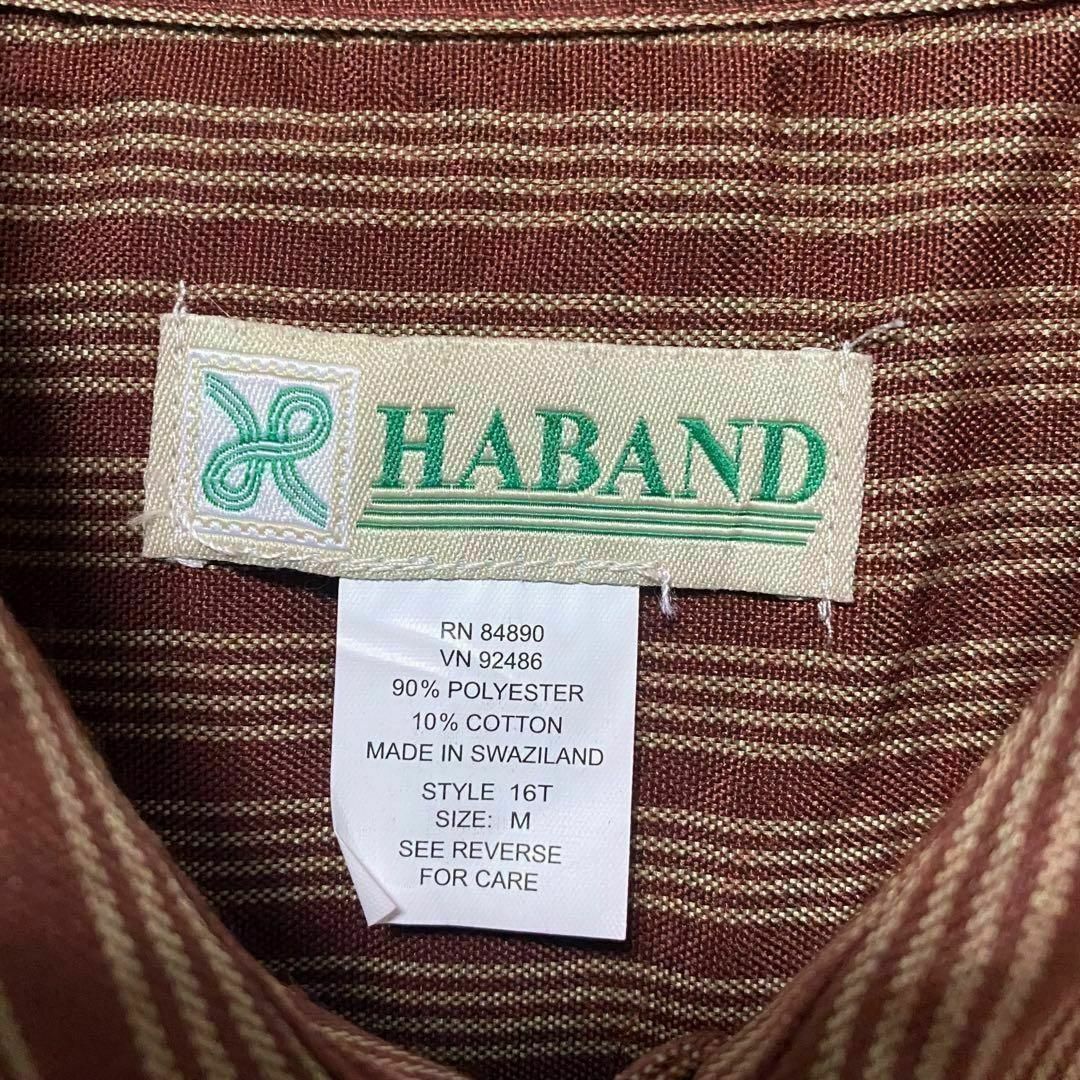 HABAND
RN 84890
VN 92486
90% POLYESTER
10% COTTON
MADE IN SWAZILAND
STYLE 16T
SIZE: M
SEE REVERSE
FOR CARE